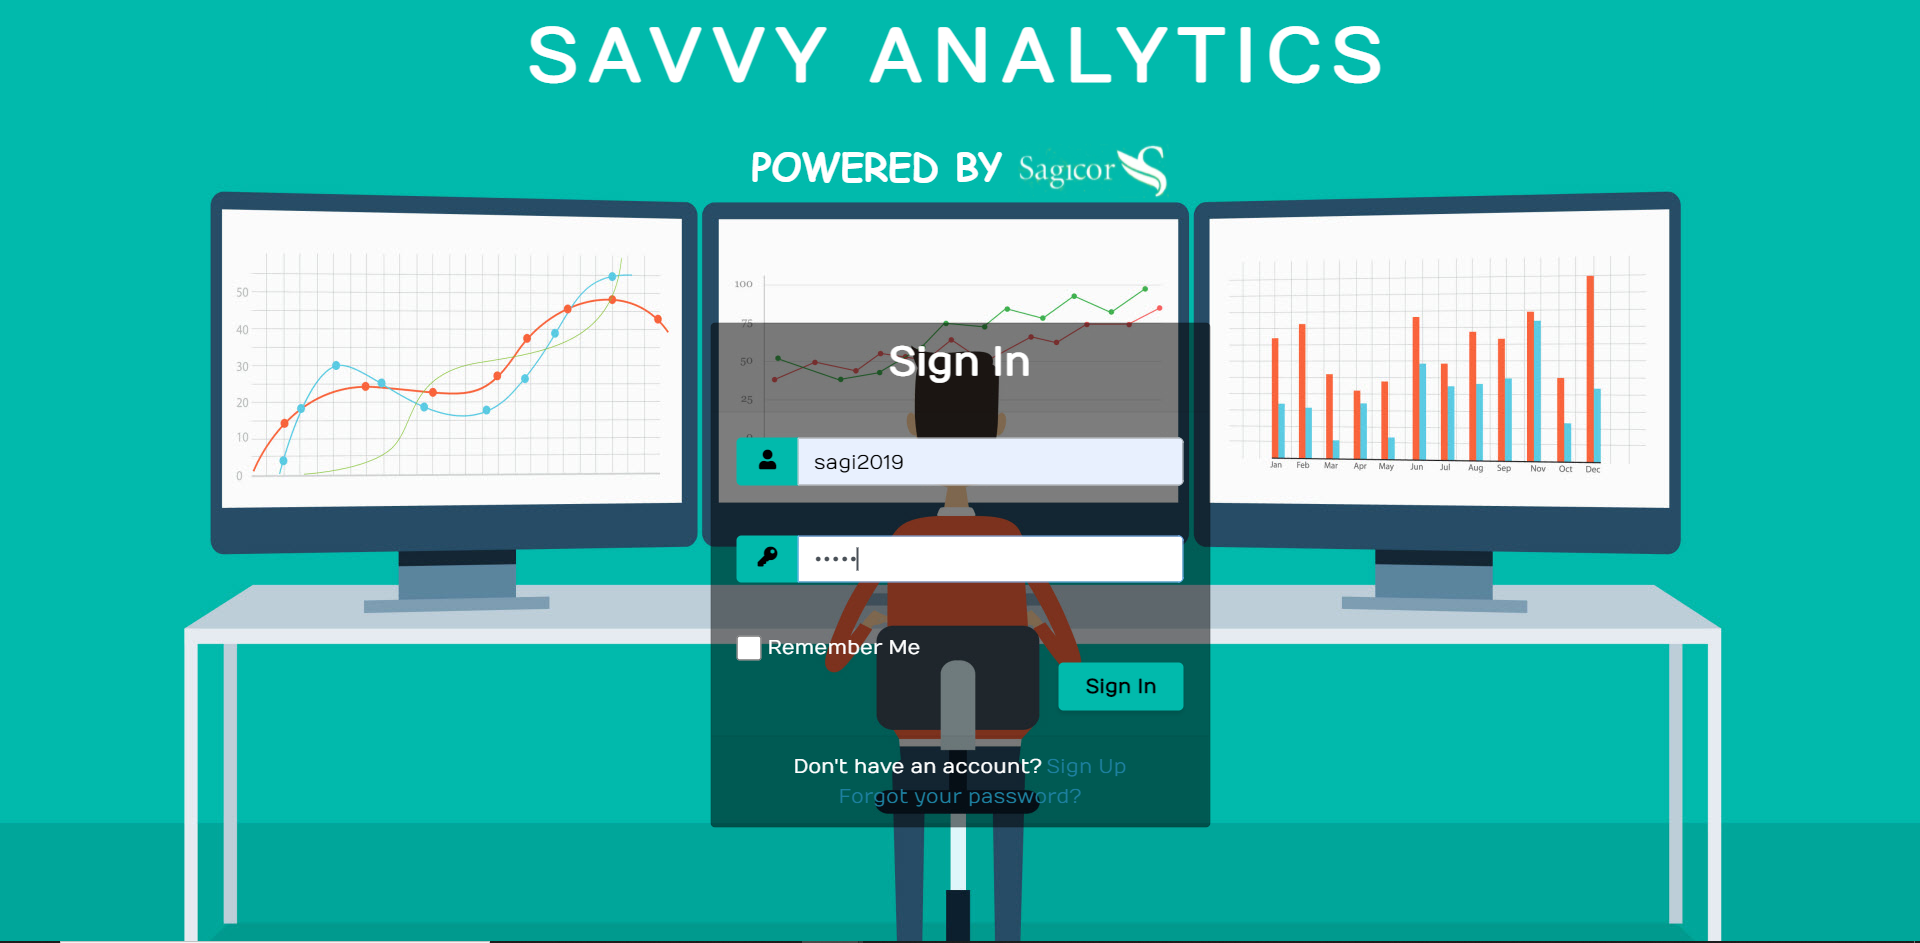 SAVVY ANALYTICS
POWERED BY Sagicor
50
40
30
20
10
0
100
75
50
25
0
Jan Feb Mar Apr May Jun Jul Aug Sep Nov Oct Dec
Sign In
sagi2019
•••••
Remember Me
Sign In
Don't have an account? Sign Up
Forgot your password?